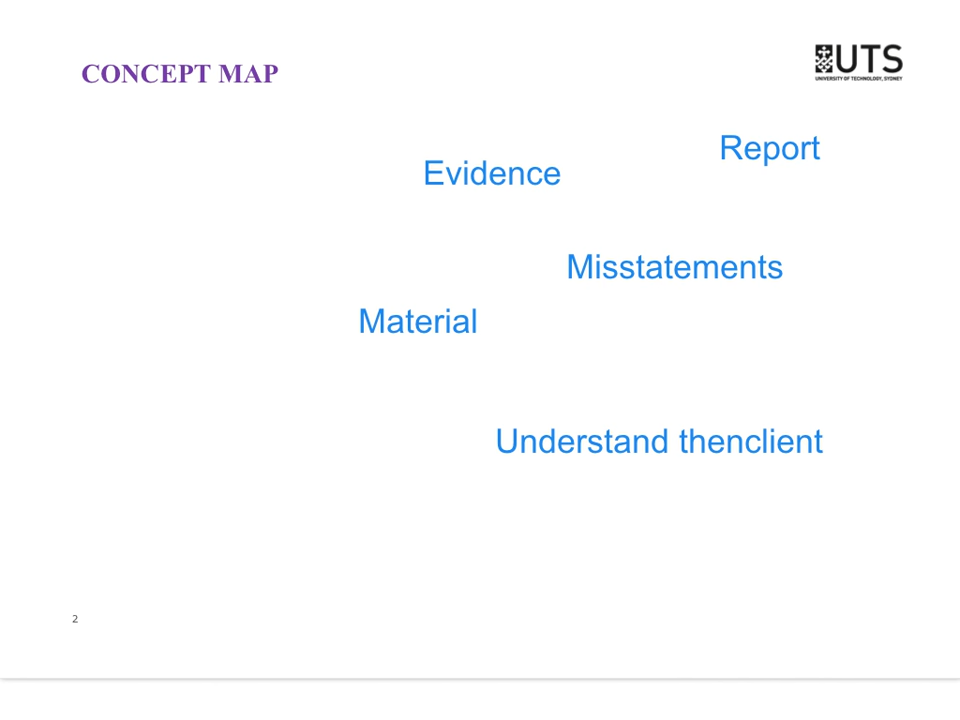 CONCEPT MAP
UTS
UNIVERSITY OF TECHNOLOGY, SYDNEY
Report
Evidence
Misstatements
Material
Understand thenclient
2